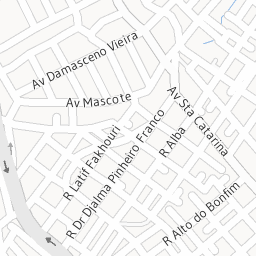 Av Damasceno Vieira
Av Mascote
Av Sta Catarina
R Latif Fakhouri
R Dr Djalma Pinheiro Franco
R Alba
R Alto do Bonfim